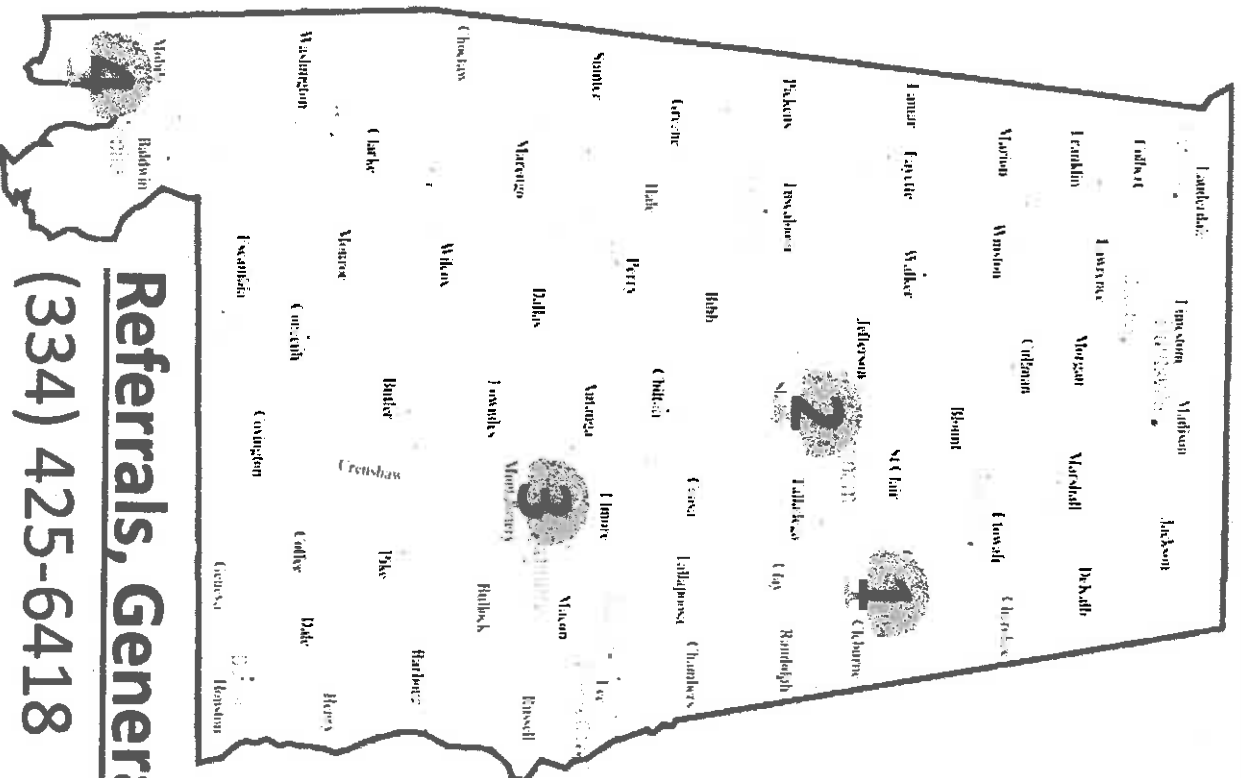 Lauderdale
Limestone
Madison
Jackson
Colbert
Franklin
Lawrence
Morgan
Marshall
DeKalb
Marion
Winston
Cullman
Cherokee
Blount
Etowah
Lamar
Fayette
Walker
Jefferson
St Clair
1
Cleburne
Pickens
Tuscaloosa
2
Talladega
Clay
Randolph
Greene
Hale
Bibb
Chilton
Coosa
Tallapoosa
Chambers
Sumter
Perry
Autauga
Elmore
Lee
Marengo
Dallas
Lowndes
Montgomery
3
Macon
Bullock
Russell
Choctaw
Wilcox
Butler
Crenshaw
Pike
Barbour
Clarke
Monroe
Washington
Conecuh
Covington
Coffee
Dale
Henry
Escambia
Geneva
Houston
Mobile
Baldwin
4
Referrals, Genera
(334) 425-6418